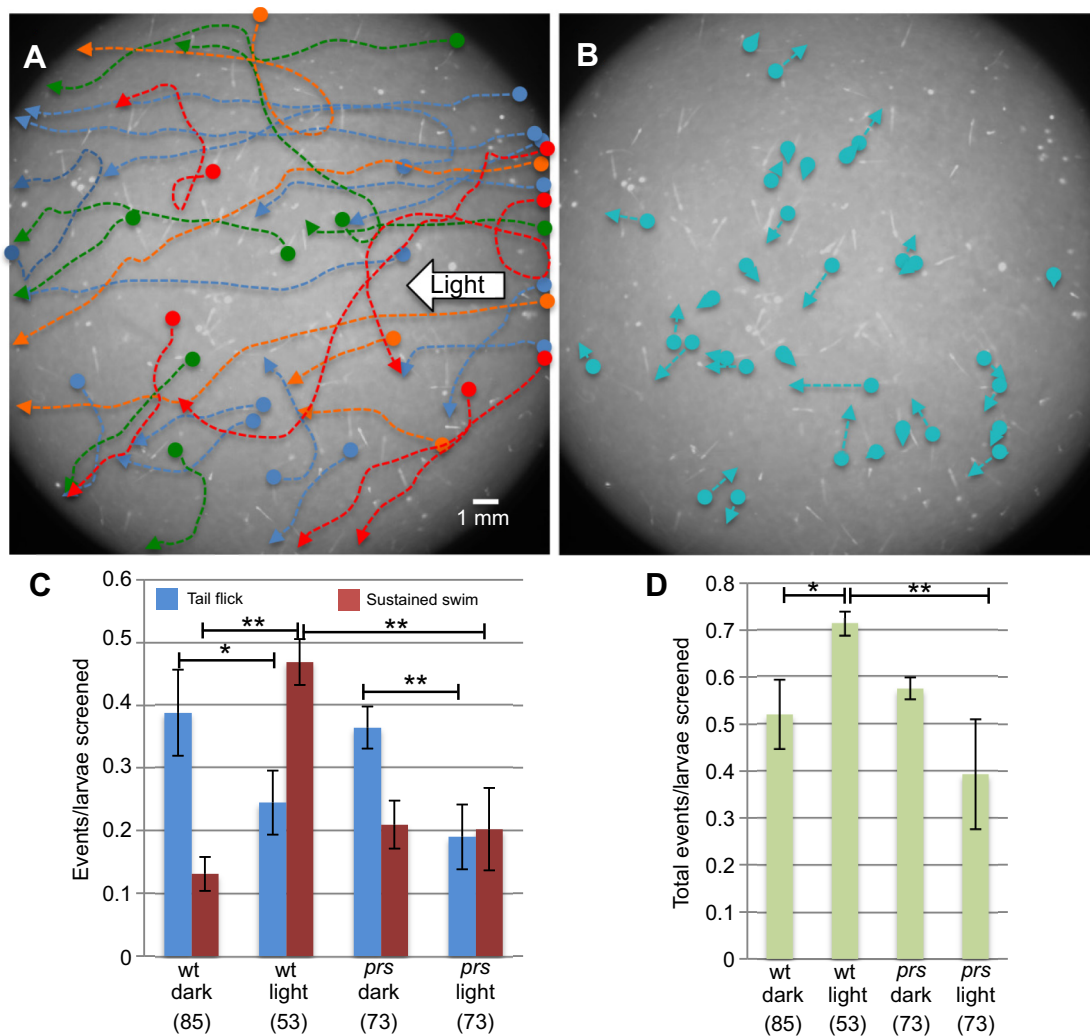 A
B
Light
1 mm
C
D
0.6
0.5
0.4
0.3
0.2
0.1
0
Events/larvae screened
Tail flick
Sustained swim
**
**
*
**
wt dark (85)
wt light (53)
prs dark (73)
prs light (73)
0.8
0.7
0.6
0.5
0.4
0.3
0.2
0.1
0
Total events/larvae screened
*
**
wt dark (85)
wt light (53)
prs dark (73)
prs light (73)